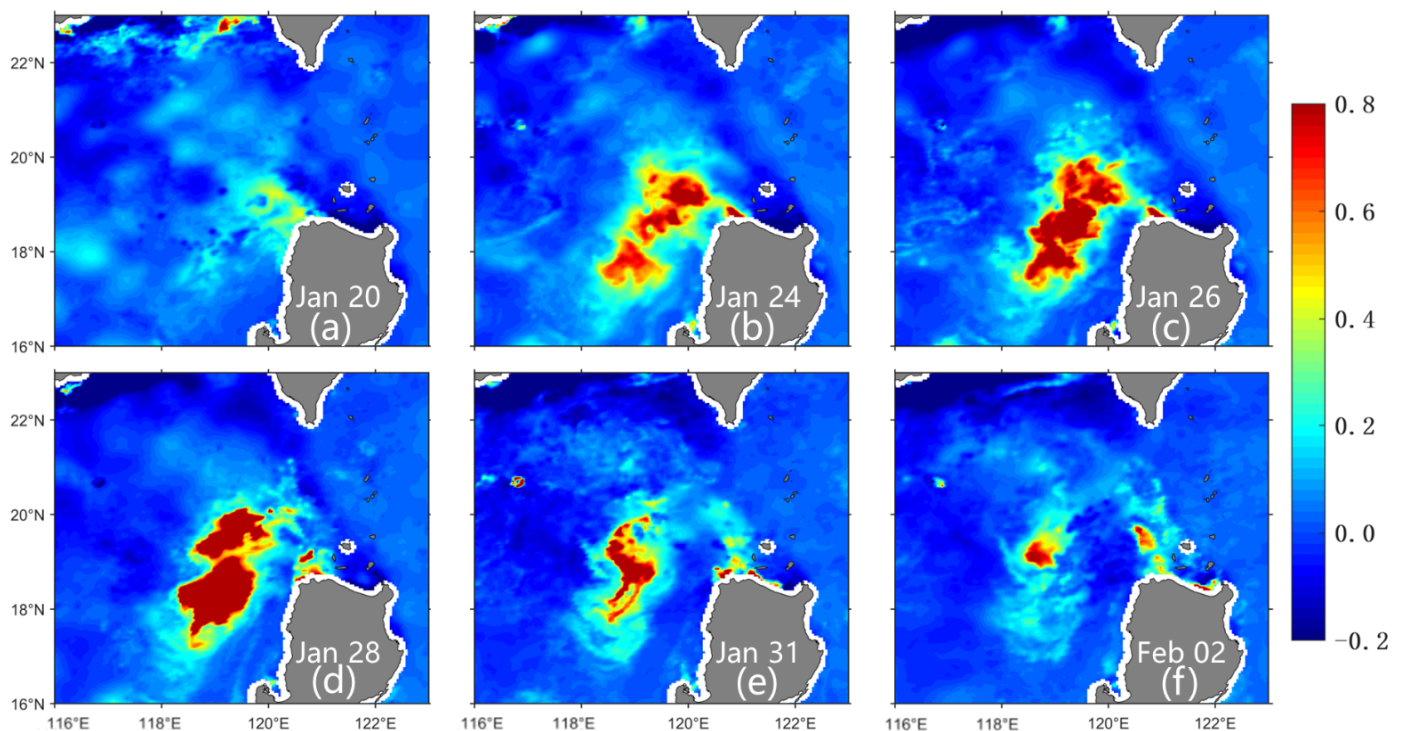 22°N
20°N
18°N
16°N
Jan 20
(a)
Jan 24
(b)
Jan 26
(c)
0.8
0.6
0.4
0.2
0.0
−0.2
22°N
20°N
18°N
16°N
Jan 28
(d)
Jan 31
(e)
Feb 02
(f)
116°E 118°E 120°E 122°E
116°E 118°E 120°E 122°E
116°E 118°E 120°E 122°E